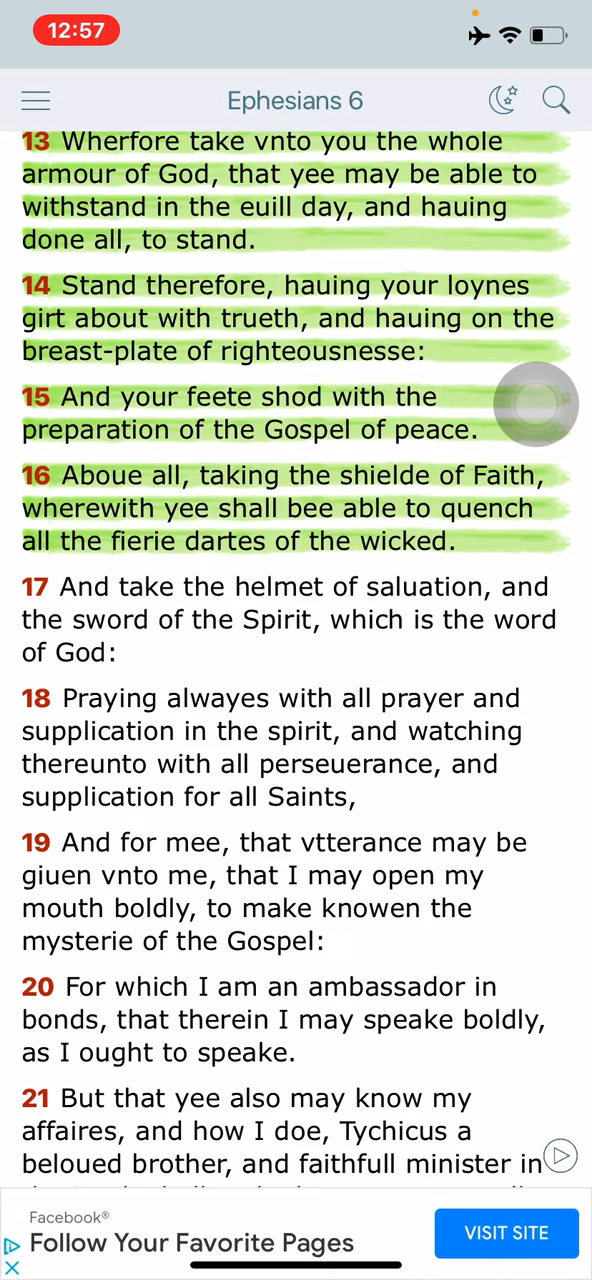 12:57
Ephesians 6
13 Wherfore take vnto you the whole
armour of God, that yee may be able to
withstand in the euill day, and hauing
done all, to stand.
14 Stand therefore, hauing your loynes
girt about with trueth, and hauing on the
breast-plate of righteousnesse:
15 And your feete shod with the
preparation of the Gospel of peace.
16 Aboue all, taking the shielde of Faith,
wherewith yee shall bee able to quench
all the fierie dartes of the wicked.
17 And take the helmet of saluation, and
the sword of the Spirit, which is the word
of God:
18 Praying alwayes with all prayer and
supplication in the spirit, and watching
thereunto with all perseuerance, and
supplication for all Saints,
19 And for mee, that vtterance may be
giuen vnto me, that I may open my
mouth boldly, to make knowen the
mysterie of the Gospel:
20 For which I am an ambassador in
bonds, that therein I may speake boldly,
as I ought to speake.
21 But that yee also may know my
affaires, and how I doe, Tychicus a
beloued brother, and faithfull minister in
Facebook®
Follow Your Favorite Pages
VISIT SITE